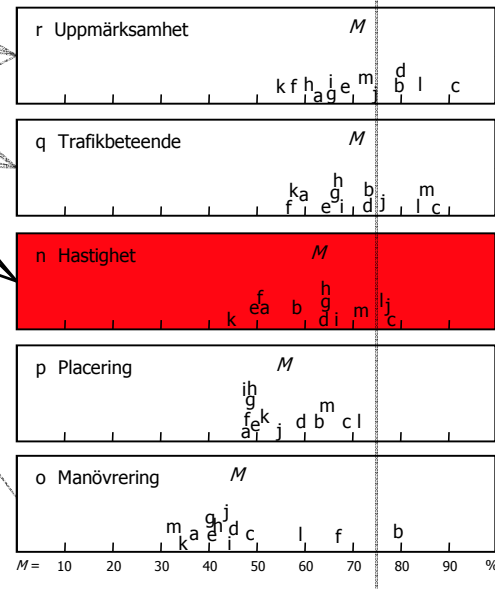 r Uppmärksamhet M
d
k f h i e m b l c
a g j
q Trafikbeteende M
h
k a g b m
f e i d j l c
n Hastighet M
h
f g l
e a b m j
k d i c
p Placering M
i h
g m
f e k d b h l
a j
o Manövrering M
j
m g h d
a e c l f b
k i
M = 10 20 30 40 50 60 70 80 90 %